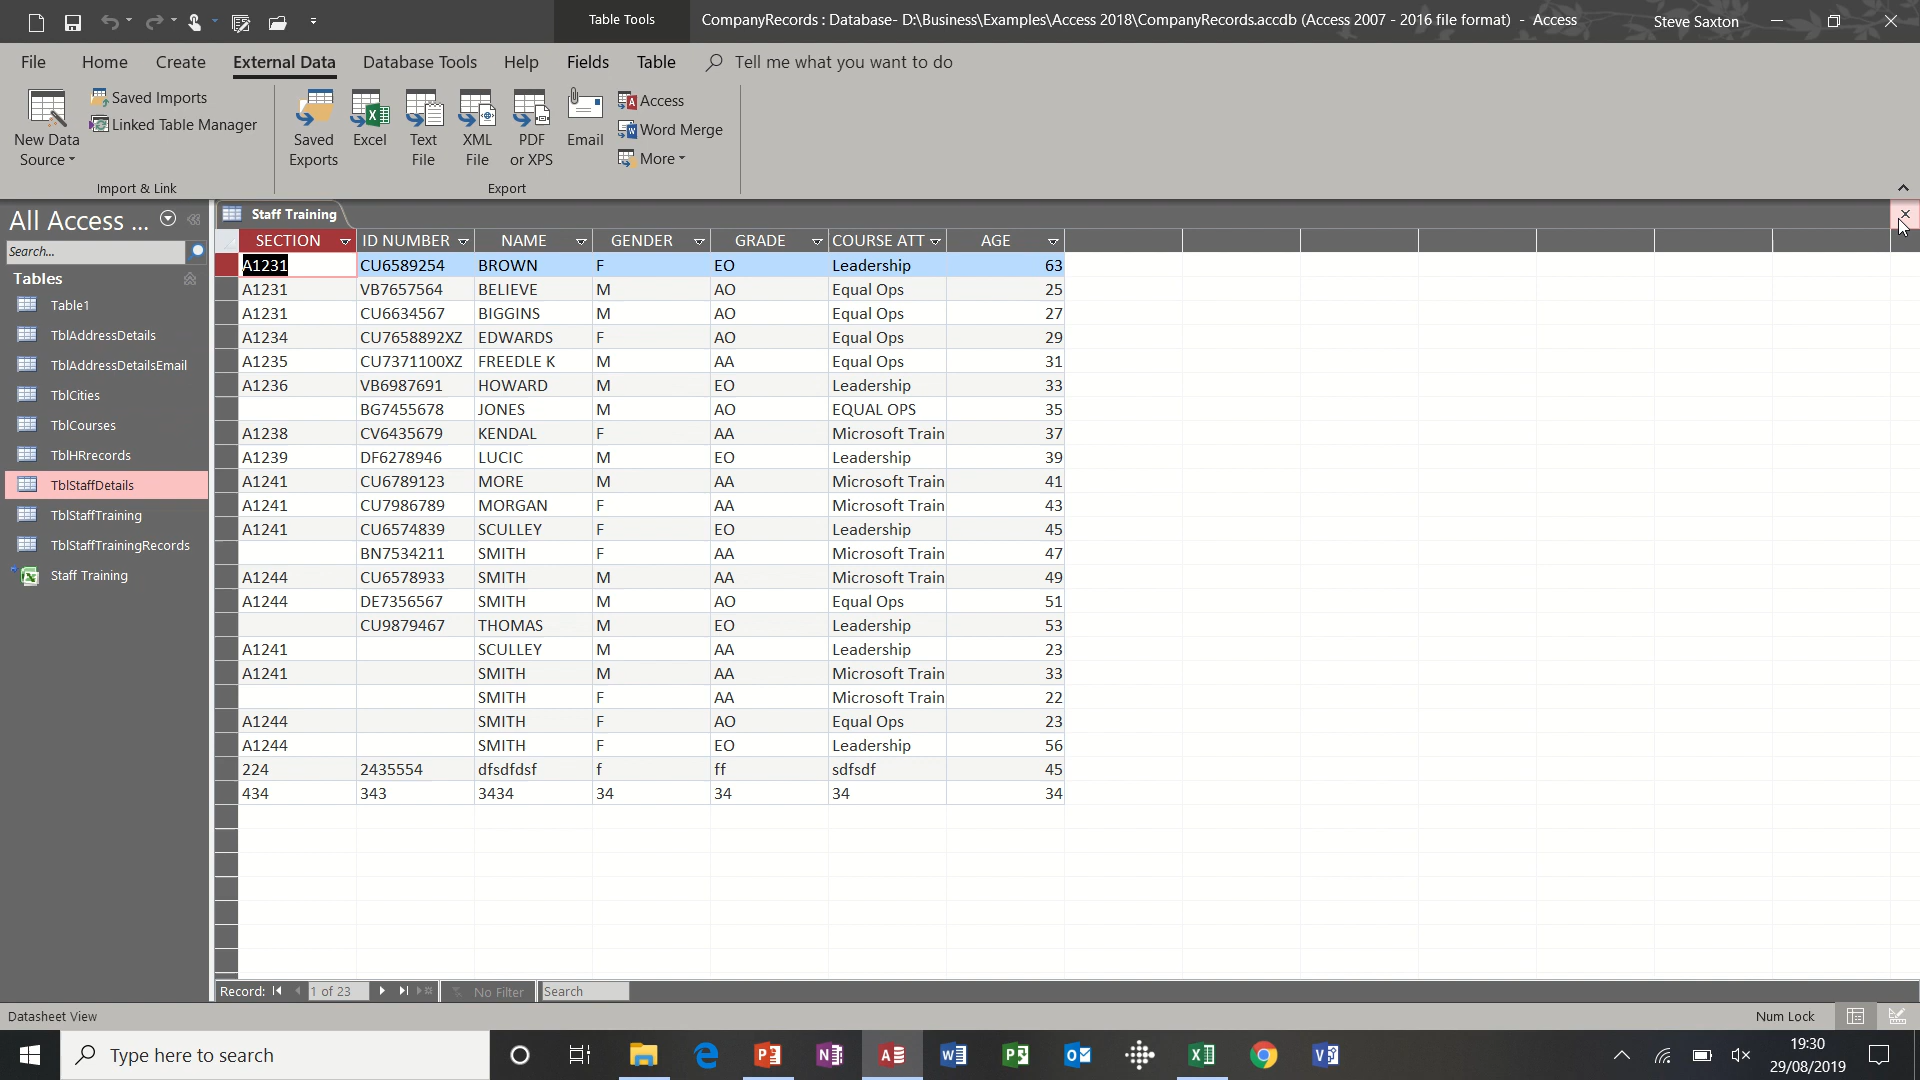 Table Tools
CompanyRecords : Database- D:\Business\Examples\Access 2018\CompanyRecords.accdb (Access 2007 - 2016 file format) - Access
Steve Saxton
File Home Create External Data Database Tools Help Fields Table Tell me what you want to do
New Data Source
Saved Imports
Linked Table Manager
Import & Link
Saved Exports
Excel
Text File
XML File
PDF or XPS
Email
Access
Word Merge
More
Export
All Access ...
Search...
Tables
Table1
TblAddressDetails
TblAddressDetailsEmail
TblCities
TblCourses
TblHRrecords
TblStaffDetails
TblStaffTraining
TblStaffTrainingRecords
Staff Training
Staff Training
SECTION ID NUMBER NAME GENDER GRADE COURSE ATT AGE
A1231 CU6589254 BROWN F EO Leadership 63
A1231 VB7657564 BELIEVE M AO Equal Ops 25
A1231 CU6634567 BIGGINS M AO Equal Ops 27
A1234 CU7658892XZ EDWARDS F AO Equal Ops 29
A1235 CU7371100XZ FREEDLE K M AA Equal Ops 31
A1236 VB6987691 HOWARD M EO Leadership 33
BG7455678 JONES M AO EQUAL OPS 35
A1238 CV6435679 KENDAL F AA Microsoft Train 37
A1239 DF6278946 LUCIC M EO Leadership 39
A1241 CU6789123 MORE M AA Microsoft Train 41
A1241 CU7986789 MORGAN F AA Microsoft Train 43
A1241 CU6574839 SCULLEY F EO Leadership 45
BN7534211 SMITH F AA Microsoft Train 47
A1244 CU6578933 SMITH M AA Microsoft Train 49
A1244 DE7356567 SMITH M AO Equal Ops 51
CU9879467 THOMAS M EO Leadership 53
A1241 SCULLEY M AA Leadership 23
A1241 SMITH M AA Microsoft Train 33
SMITH F AA Microsoft Train 22
A1244 SMITH F AO Equal Ops 23
A1244 SMITH F EO Leadership 56
224 2435554 dfsdfdsf f ff sdfsdf 45
434 343 3434 34 34 34 34
Record: 1 of 23 No Filter Search
Datasheet View
Num Lock
Type here to search
19:30
29/08/2019